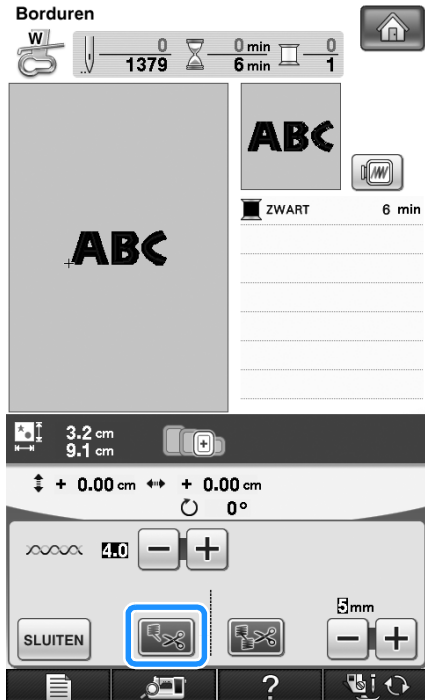 Borduren
W
0 0 min 0
1379 6 min 1
ABC
ZWART 6 min
ABC
3.2 cm
9.1 cm
+ 0.00 cm + 0.00 cm
0°
4.0 − +
5mm
SLUITEN − +
?